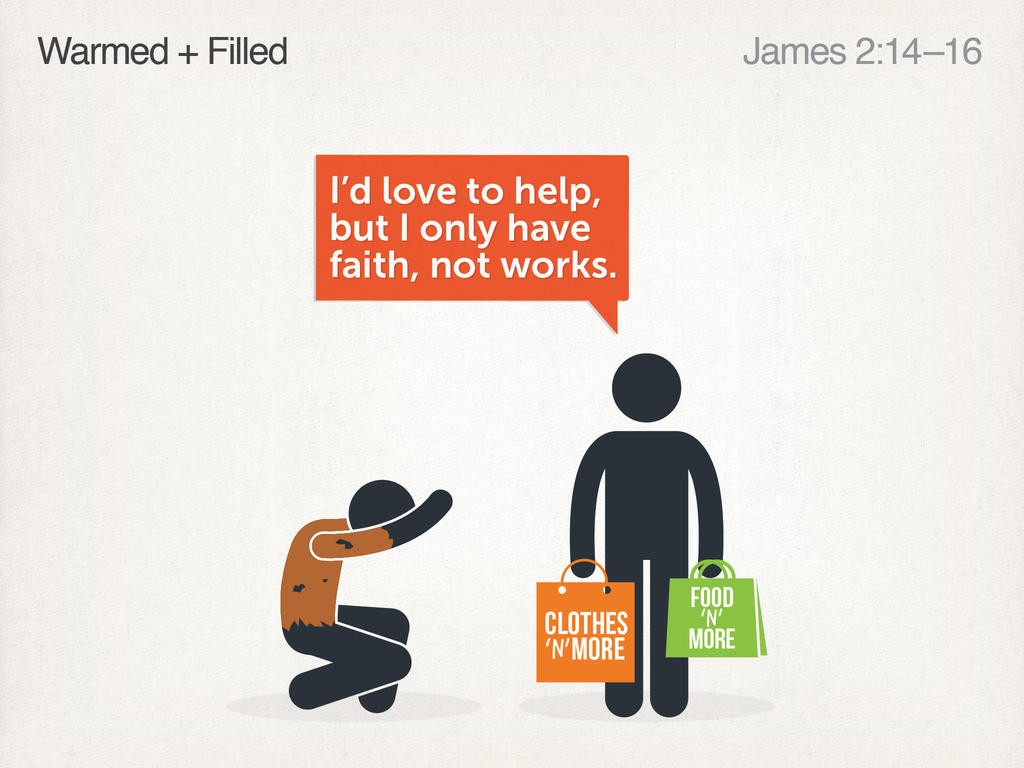 Warmed + Filled
James 2:14–16
I’d love to help,
but I only have
faith, not works.
CLOTHES
‘N’ MORE
FOOD
‘N’
MORE